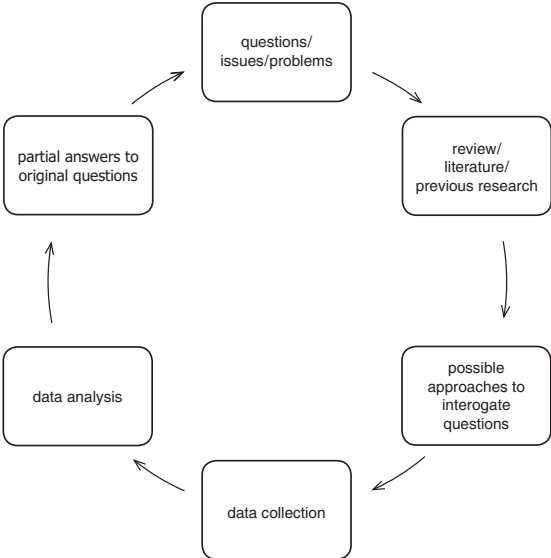 questions/
issues/problems
review/
literature/
previous research
possible
approaches to
interogate
questions
data collection
data analysis
partial answers to
original questions